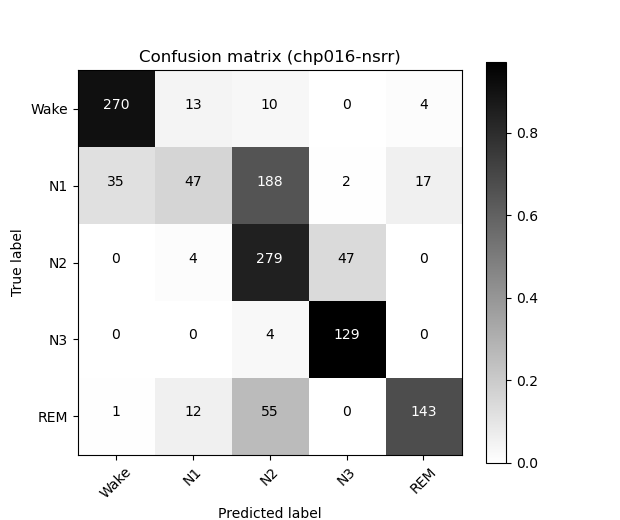 Confusion matrix (chp016-nsrr)
Wake 270 13 10 0 4
N1 35 47 188 2 17
N2 0 4 279 47 0
N3 0 0 4 129 0
REM 1 12 55 0 143
Wake N1 N2 N3 REM
Predicted label
True label
0.8
0.6
0.4
0.2
0.0